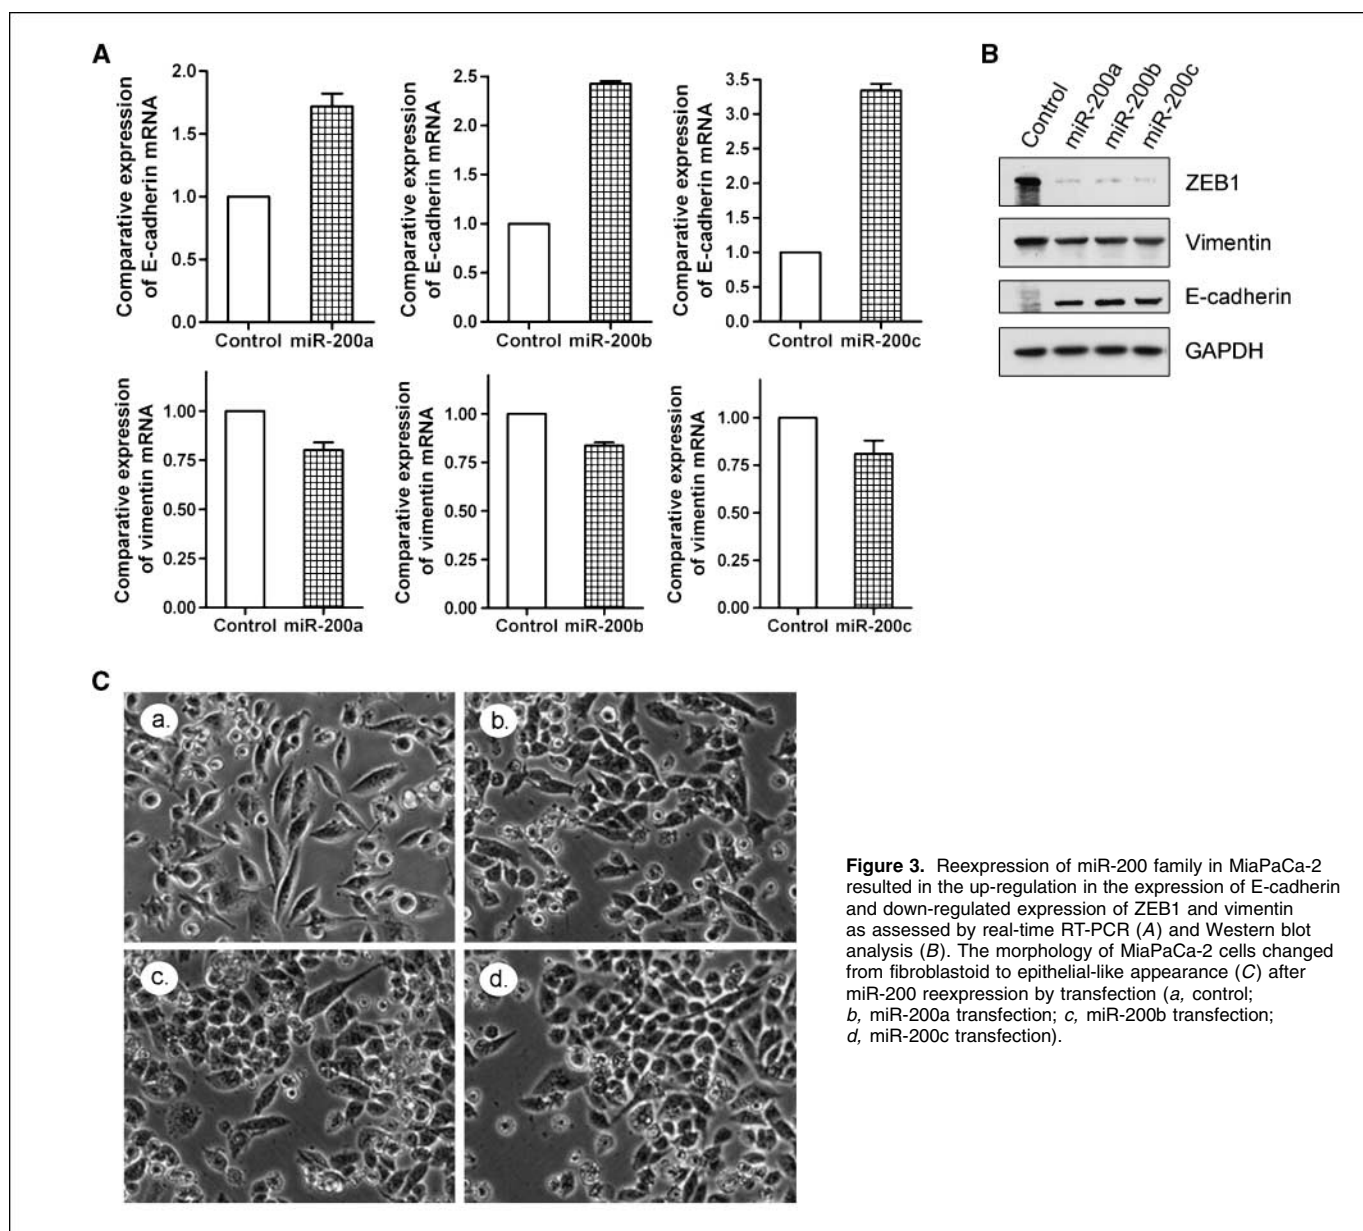 A
Comparative expression
of E-cadherin mRNA
2.0
1.5
1.0
0.5
0.0
Control miR-200a
Comparative expression
of E-cadherin mRNA
2.5
2.0
1.5
1.0
0.5
0.0
Control miR-200b
Comparative expression
of E-cadherin mRNA
3.5
3.0
2.5
2.0
1.5
1.0
0.5
0.0
Control miR-200c
Comparative expression
of vimentin mRNA
1.00
0.75
0.50
0.25
0.00
Control miR-200a
Comparative expression
of vimentin mRNA
1.00
0.75
0.50
0.25
0.00
Control miR-200b
Comparative expression
of vimentin mRNA
1.00
0.75
0.50
0.25
0.00
Control miR-200c
B
Control
miR-200a
miR-200b
miR-200c
ZEB1
Vimentin
E-cadherin
GAPDH
C
a.
b.
c.
d.
Figure 3. Reexpression of miR-200 family in MiaPaCa-2
resulted in the up-regulation in the expression of E-cadherin
and down-regulated expression of ZEB1 and vimentin
as assessed by real-time RT-PCR (A) and Western blot
analysis (B). The morphology of MiaPaCa-2 cells changed
from fibroblastoid to epithelial-like appearance (C) after
miR-200 reexpression by transfection (a, control;
b, miR-200a transfection; c, miR-200b transfection;
d, miR-200c transfection).